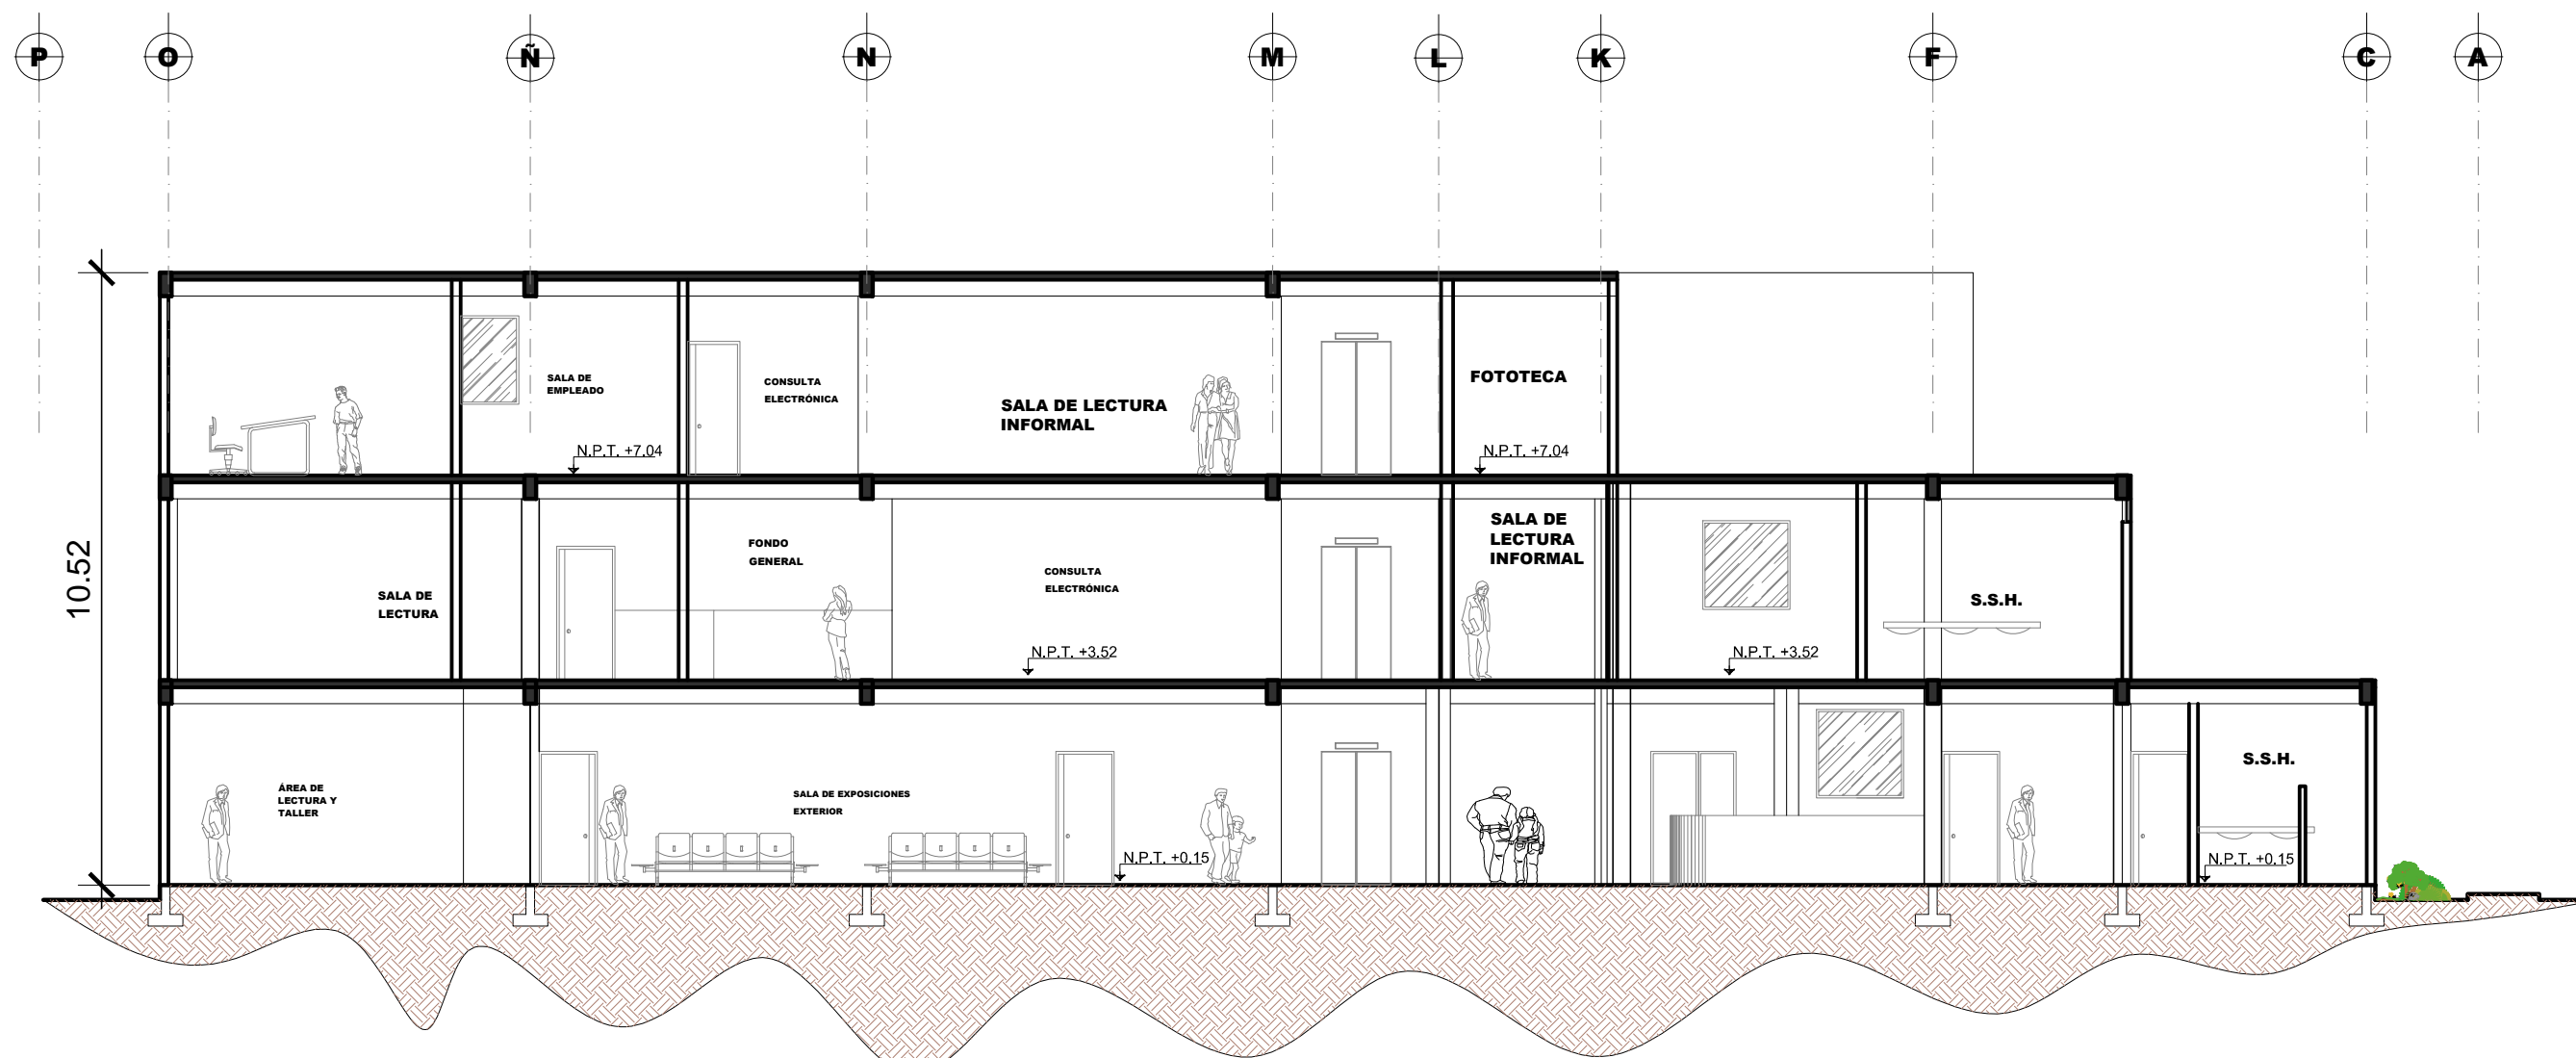 P
O
Ñ
N
M
L
K
F
C
A
10.52
SALA DE
EMPLEADO
N.P.T. +7.04
CONSULTA
ELECTRÓNICA
SALA DE LECTURA
INFORMAL
FOTOTECA
N.P.T. +7.04
SALA DE
LECTURA
FONDO
GENERAL
CONSULTA
ELECTRÓNICA
N.P.T. +3.52
SALA DE
LECTURA
INFORMAL
N.P.T. +3.52
S.S.H.
ÁREA DE
LECTURA Y
TALLER
SALA DE EXPOSICIONES
EXTERIOR
N.P.T. +0.15
S.S.H.
N.P.T. +0.15